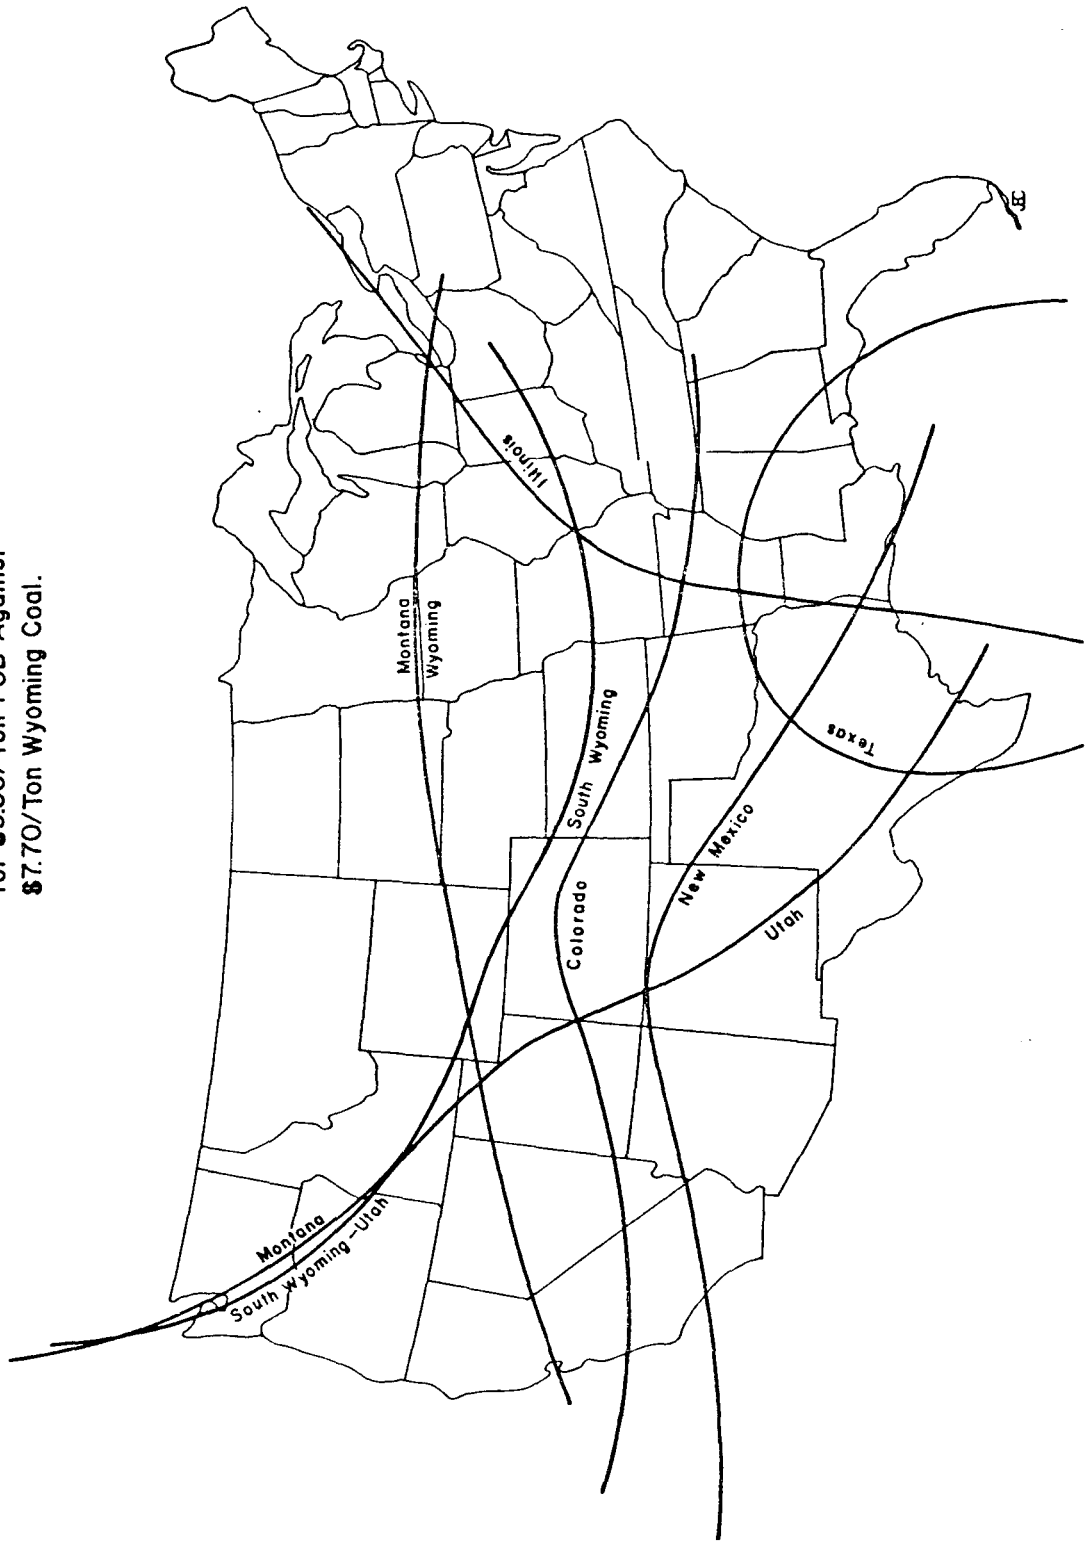 $7.70/Ton Wyoming Coal.
Illinois
Montana
Wyoming
South Wyoming
Texas
New Mexico
Colorado
Utah
Montana
South Wyoming-Utah